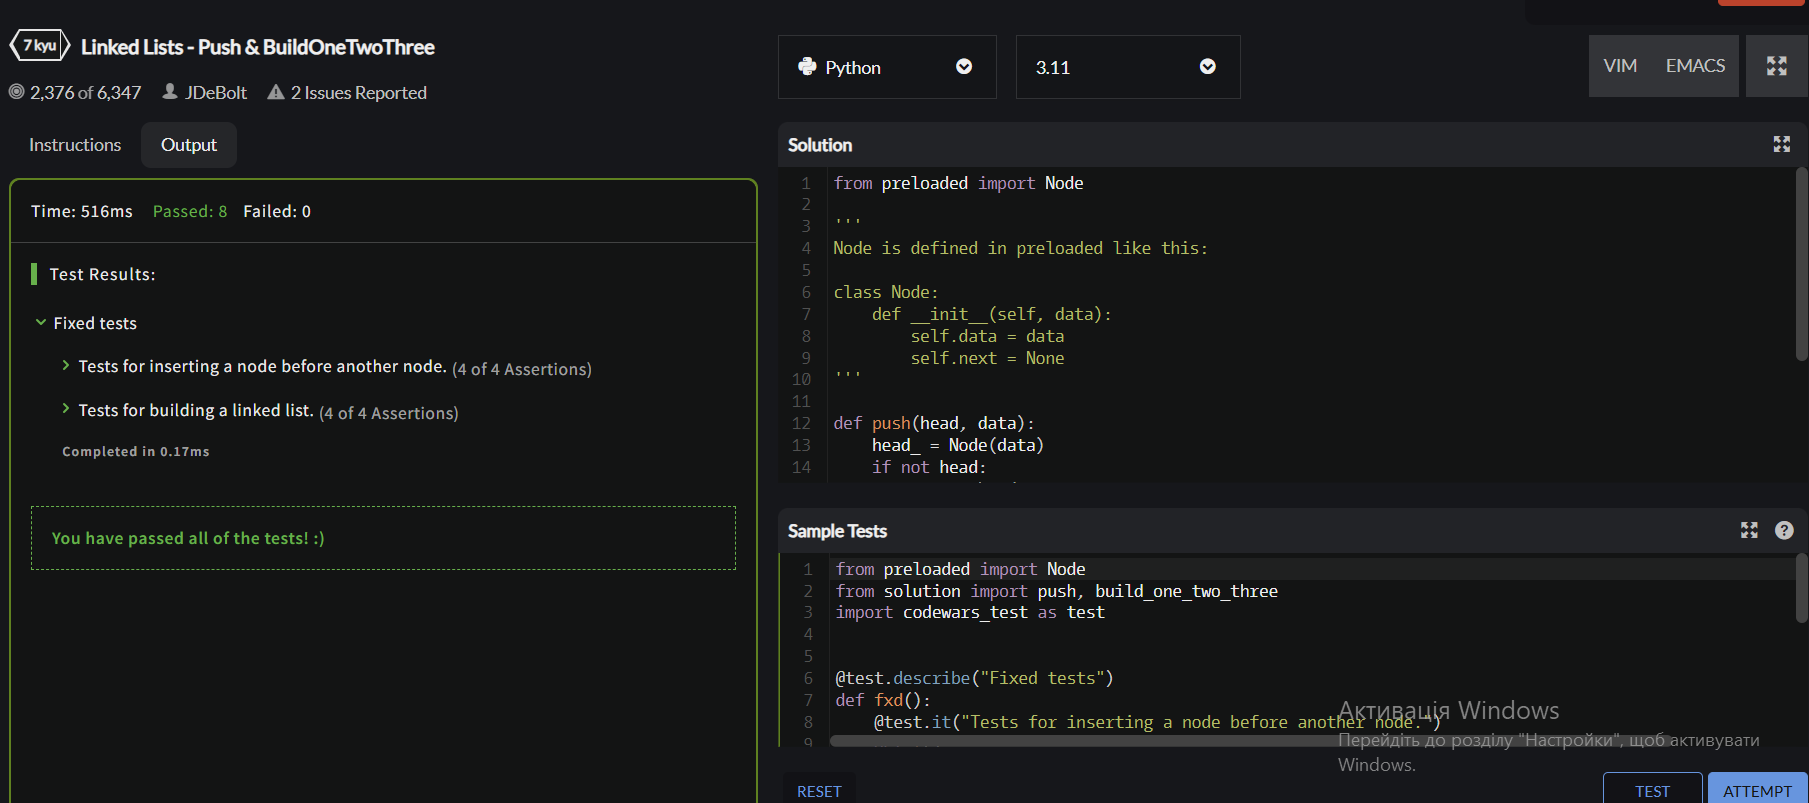 7 kyu
Linked Lists - Push & BuildOneTwoThree
2,376 of 6,347 JDeBolt 2 Issues Reported
Instructions Output
Time: 516ms Passed: 8 Failed: 0
Test Results:
Fixed tests
Tests for inserting a node before another node. (4 of 4 Assertions)
Tests for building a linked list. (4 of 4 Assertions)
Completed in 0.17ms
You have passed all of the tests! :)
Python 3.11 VIM EMACS
Solution
1 from preloaded import Node
2
3 '''
4 Node is defined in preloaded like this:
5
6 class Node:
7     def __init__(self, data):
8         self.data = data
9         self.next = None
10 '''
11
12 def push(head, data):
13     head_ = Node(data)
14     if not head:
Sample Tests ?
1 from preloaded import Node
2 from solution import push, build_one_two_three
3 import codewars_test as test
4
5
6 @test.describe("Fixed tests")
7 def fxd():
8     @test.it("Tests for inserting a node before another node.")
9
Активація Windows
Перейдіть до розділу "Настройки", щоб активувати
Windows.
RESET TEST ATTEMPT